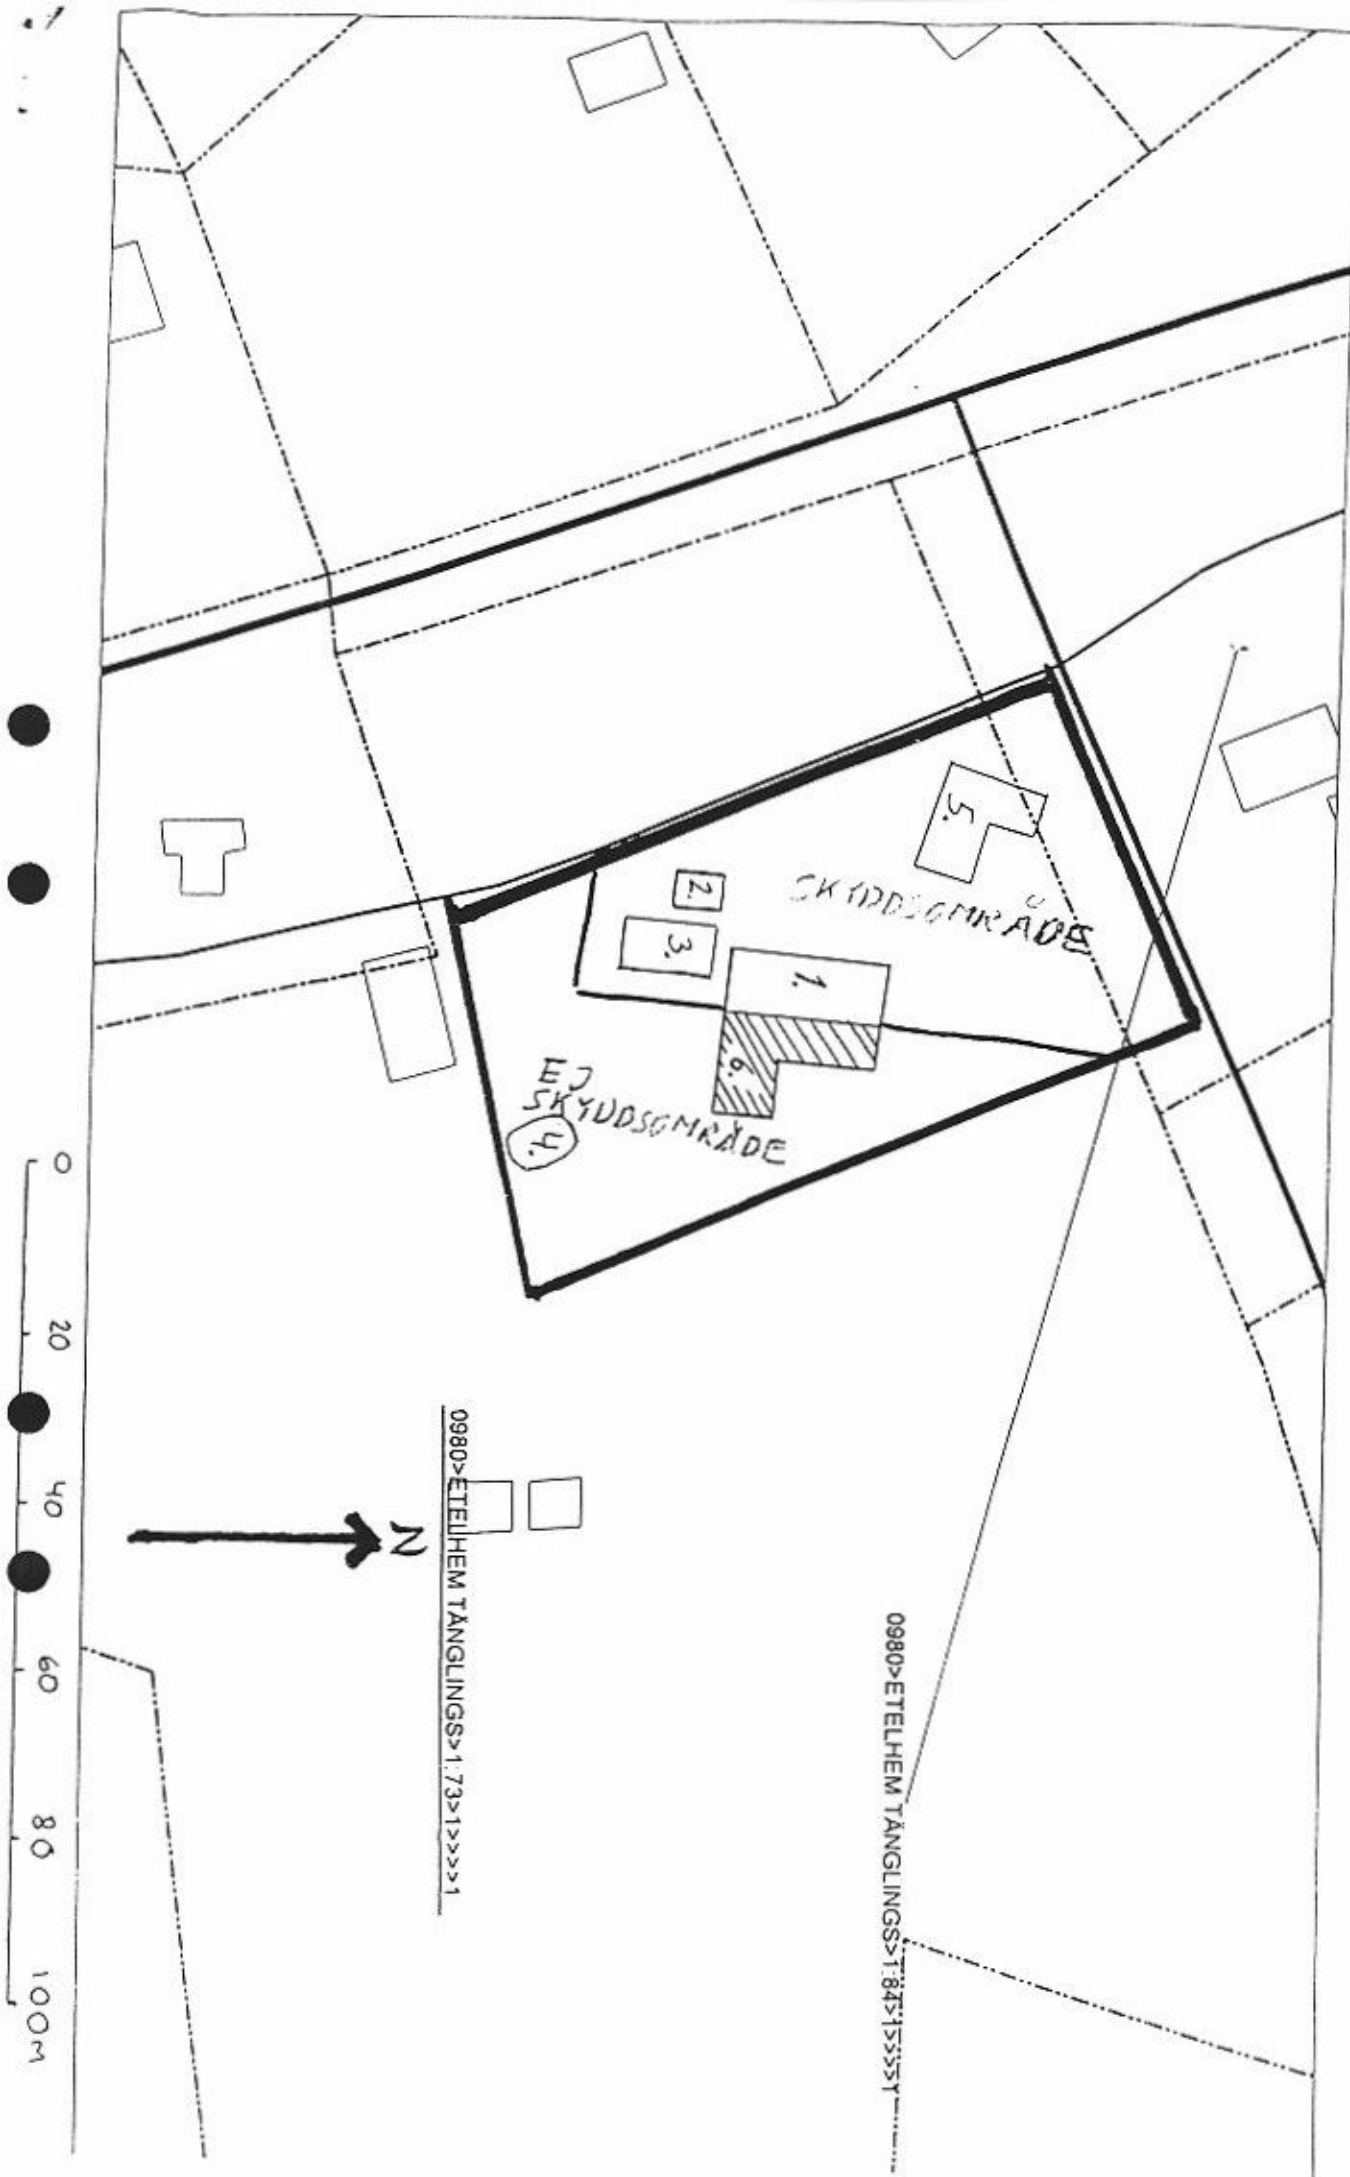 5.
SKYDDSOMRÅDE
2.
3.
1.
6.
EJ
SKYDDSOMRÅDE
4.
0 20 40 60 80 100m
N
0980>ETELHEM TÄNGLINGS>1:73>1>>>>>1
0980>ETELHEM TÄNGLINGS>1:84>1>>>>>1